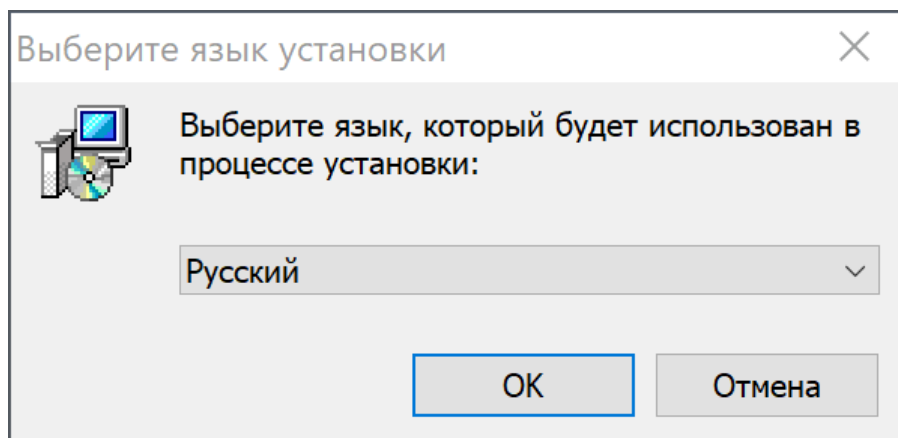 Выберите язык установки
Выберите язык, который будет использован в
процессе установки:
Русский
OK
Отмена